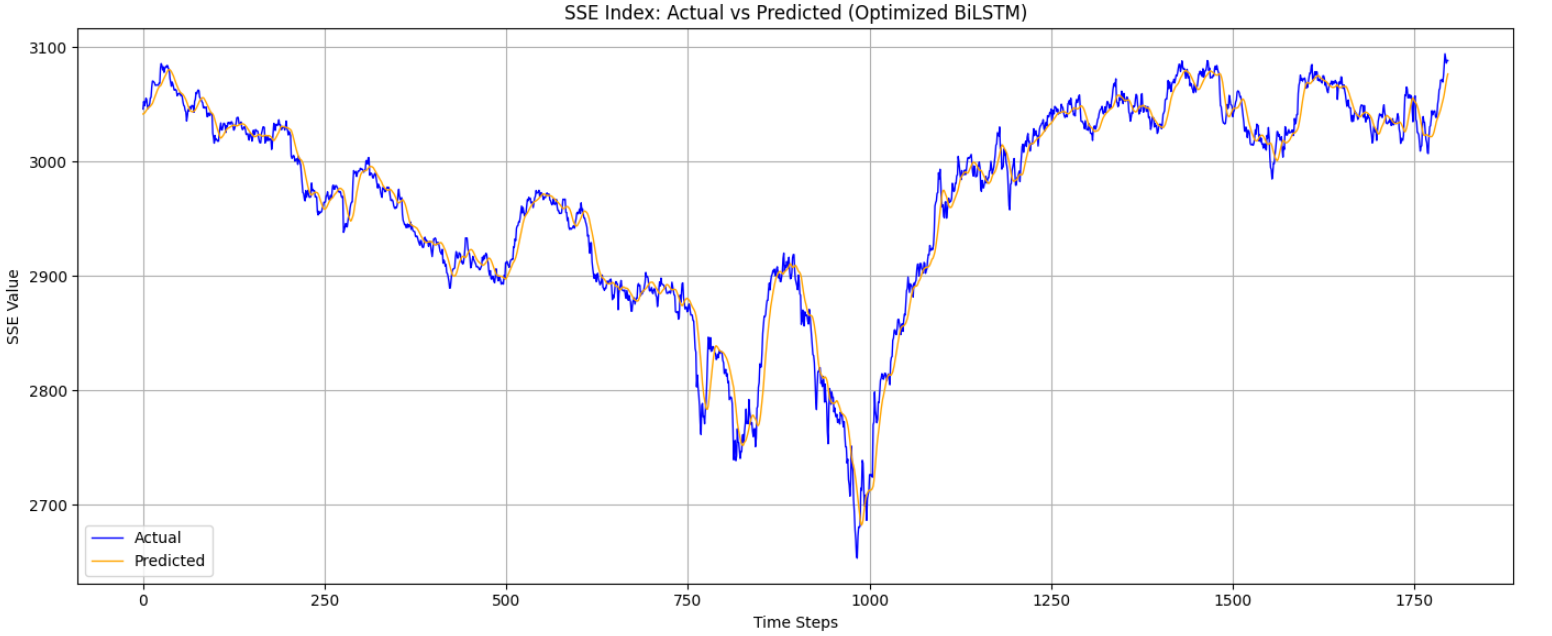 SSE Index: Actual vs Predicted (Optimized BiLSTM)
3100
3000
2900
2800
2700
SSE Value
Actual
Predicted
0 250 500 750 1000 1250 1500 1750
Time Steps